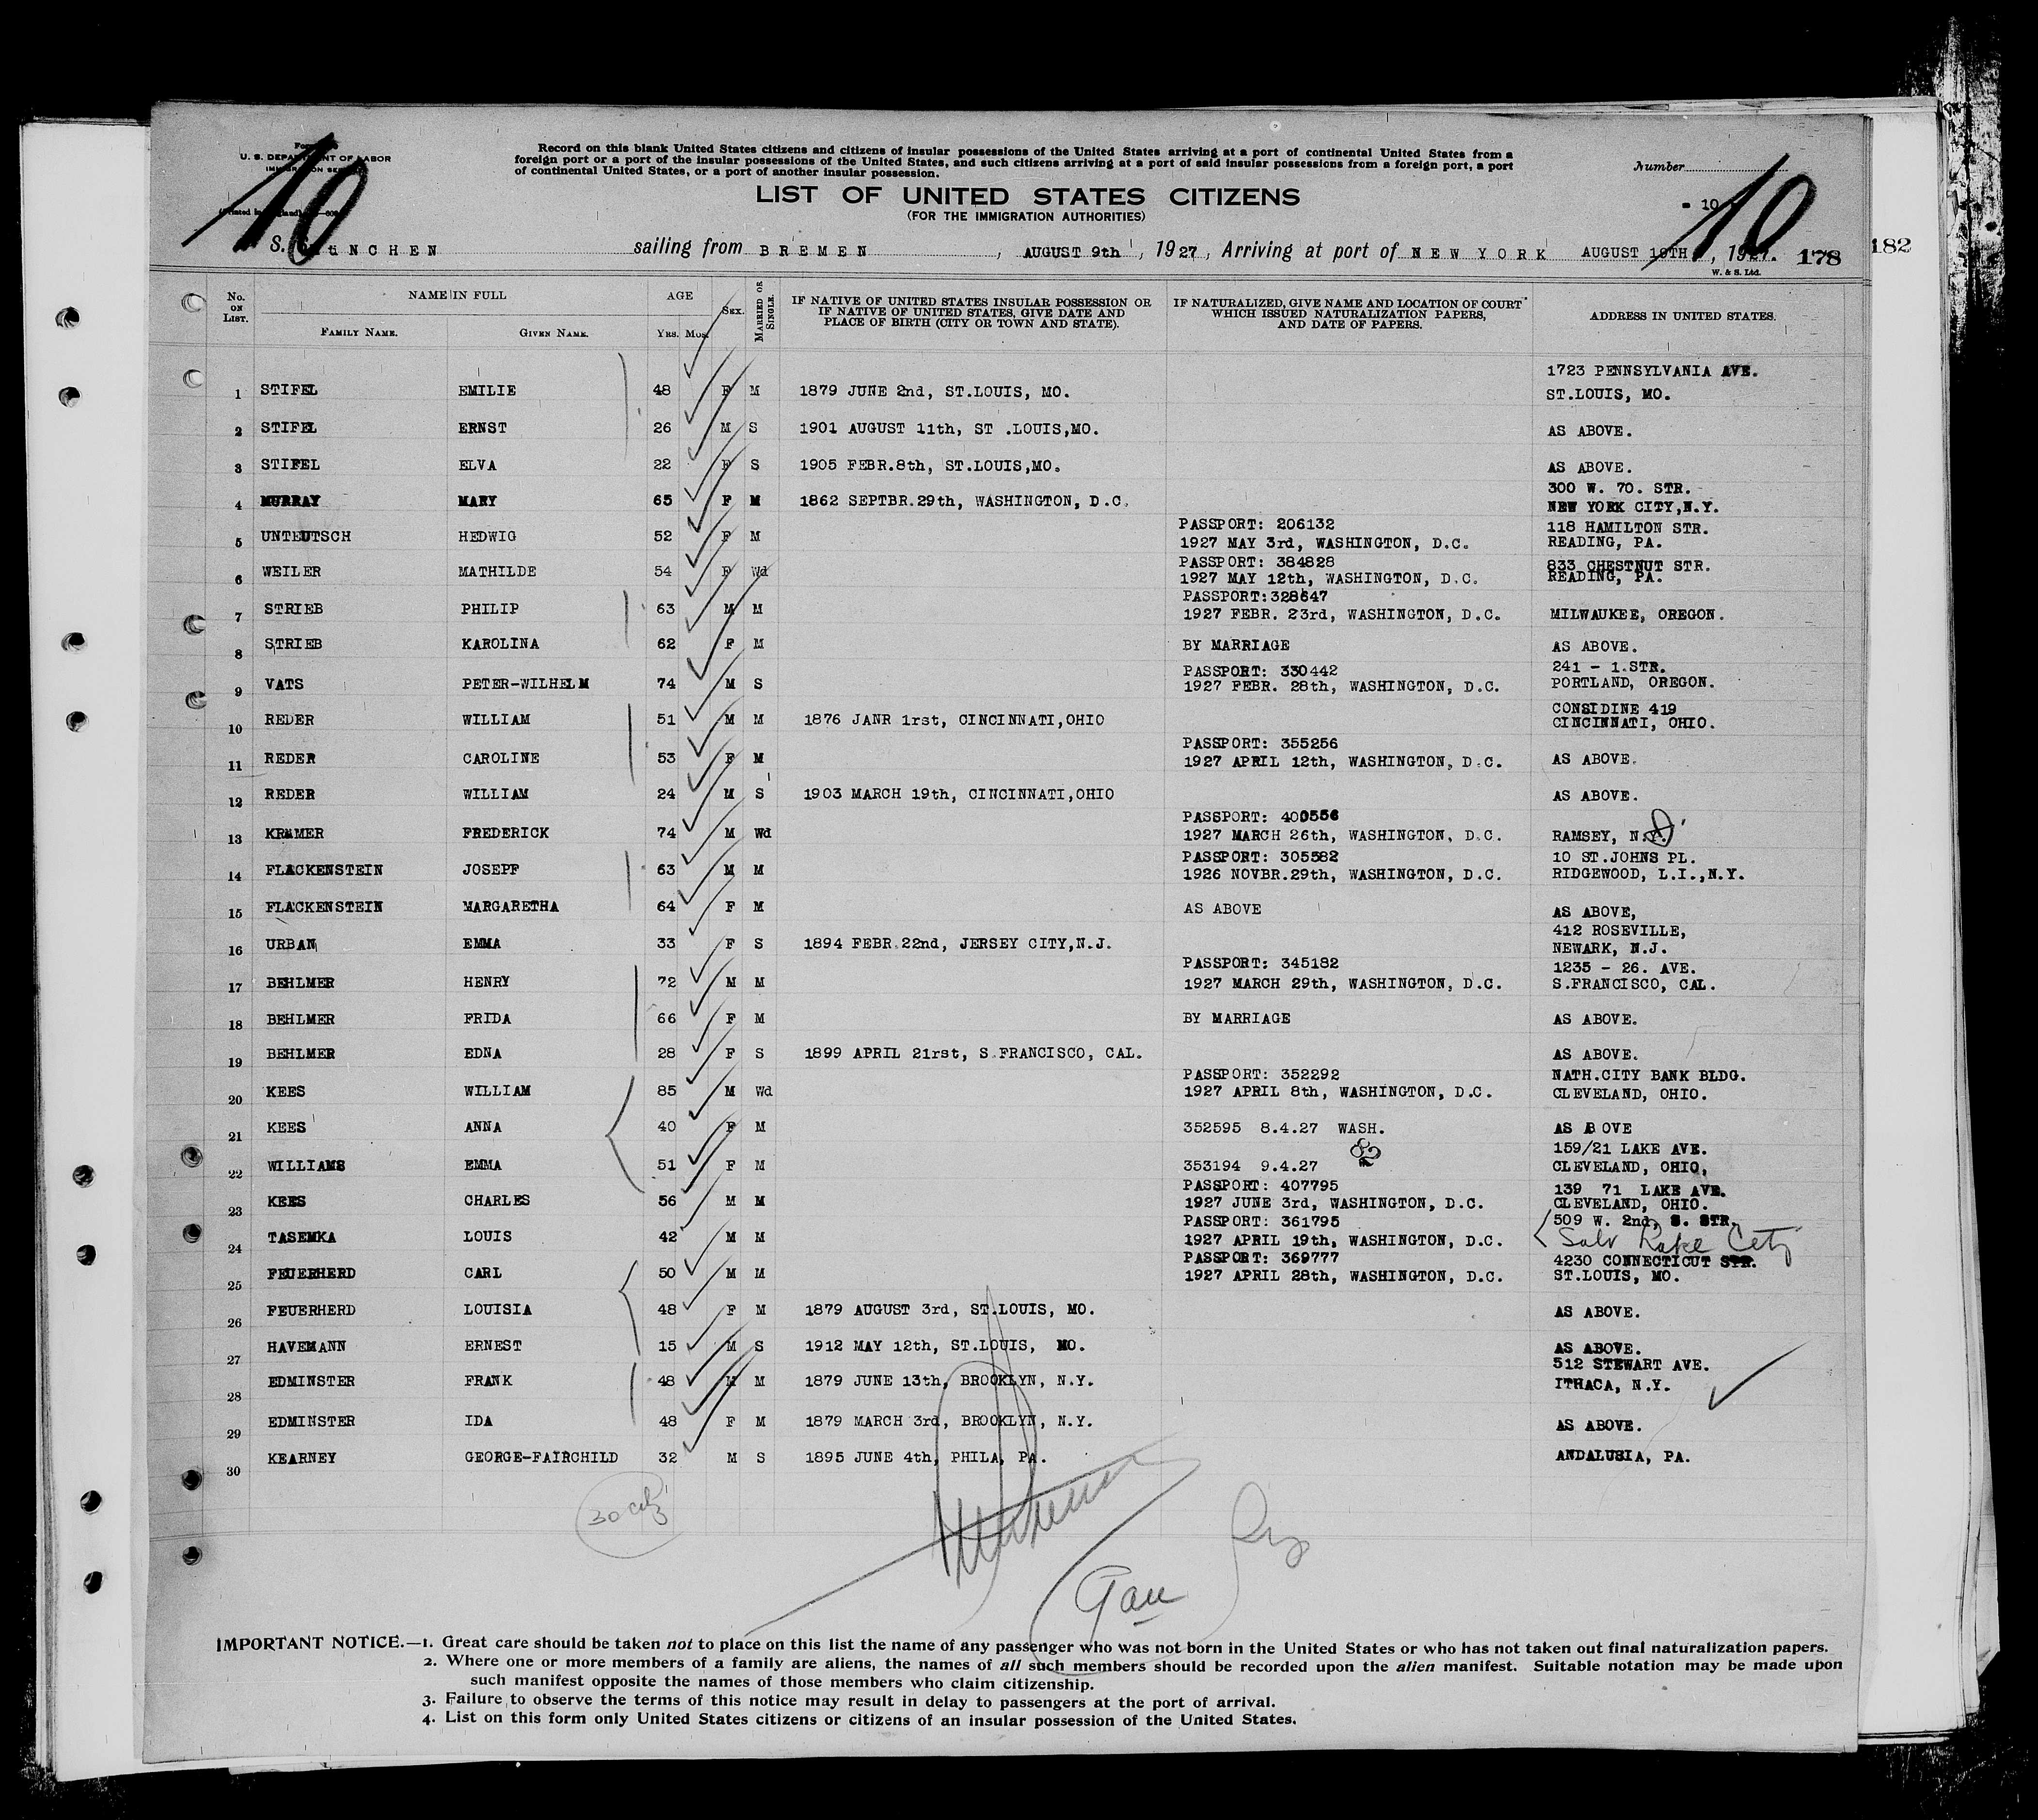 10
Form
U. S. DEPARTMENT OF LABOR
IMMIGRATION SERVICE
Record on this blank United States citizens and citizens of insular possessions of the United States arriving at a port of continental United States from a
foreign port or a port of the insular possessions of the United States, and such citizens arriving at a port of said insular possessions from a foreign port, a port
of continental United States, or a port of another insular possession.
Number
- 10
10
LIST OF UNITED STATES CITIZENS
(FOR THE IMMIGRATION AUTHORITIES)
S. MüNCHEN sailing from BREMEN, AUGUST 9th, 1927, Arriving at port of NEW YORK AUGUST 19TH, 1927. 178 182
W. & S. Ltd.
No. ON LIST. NAME IN FULL AGE SEX. MARRIED OR SINGLE. IF NATIVE OF UNITED STATES INSULAR POSSESSION OR IF NATIVE OF UNITED STATES, GIVE DATE AND PLACE OF BIRTH (CITY OR TOWN AND STATE). IF NATURALIZED, GIVE NAME AND LOCATION OF COURT WHICH ISSUED NATURALIZATION PAPERS, AND DATE OF PAPERS. ADDRESS IN UNITED STATES.
FAMILY NAME. GIVEN NAME. YRS. MOS.
1723 PENNSYLVANIA AVE.
1 STIFEL EMILIE 48 F M 1879 JUNE 2nd, ST.LOUIS, MO. ST.LOUIS, MO.
2 STIFEL ERNST 26 M S 1901 AUGUST 11th, ST .LOUIS,MO. AS ABOVE.
3 STIFEL ELVA 22 F S 1905 FEBR.8th, ST.LOUIS,MO. AS ABOVE.
300 W. 70. STR.
4 MURRAY MARY 65 F M 1862 SEPTBR.29th, WASHINGTON, D.C. NEW YORK CITY,N.Y.
PASSPORT: 206132 118 HAMILTON STR.
5 UNTEUTSCH HEDWIG 52 F M 1927 MAY 3rd, WASHINGTON, D.C. READING, PA.
PASSPORT: 384828 833 CHESTNUT STR.
6 WEILER MATHILDE 54 F Wd 1927 MAY 12th, WASHINGTON, D.C. READING, PA.
PASSPORT:328647
7 STRIEB PHILIP 63 M M 1927 FEBR. 23rd, WASHINGTON, D.C. MILWAUKEE, OREGON.
8 STRIEB KAROLINA 62 F M BY MARRIAGE AS ABOVE.
PASSPORT: 330442 241 - 1.STR.
9 VATS PETER-WILHELM 74 M S 1927 FEBR. 28th, WASHINGTON, D.C. PORTLAND, OREGON.
CONSIDINE 419
10 REDER WILLIAM 51 M M 1876 JANR 1rst, CINCINNATI,OHIO CINCINNATI, OHIO.
PASSPORT: 355256
11 REDER CAROLINE 53 F M 1927 APRIL 12th, WASHINGTON, D.C. AS ABOVE.
12 REDER WILLIAM 24 M S 1903 MARCH 19th, CINCINNATI,OHIO AS ABOVE.
PASSPORT: 400556
13 KRAMER FREDERICK 74 M Wd 1927 MARCH 26th, WASHINGTON, D.C. RAMSEY, N.
PASSPORT: 305582 10 ST.JOHNS PL.
14 FLACKENSTEIN JOSEPF 63 M M 1926 NOVBR.29th, WASHINGTON, D.C. RIDGEWOOD, L.I.,N.Y.
15 FLACKENSTEIN MARGARETHA 64 F M AS ABOVE AS ABOVE,
412 ROSEVILLE,
16 URBAN EMMA 33 F S 1894 FEBR.22nd, JERSEY CITY,N.J. NEWARK, N.J.
PASSPORT: 345182 1235 - 26. AVE.
17 BEHLMER HENRY 72 M M 1927 MARCH 29th, WASHINGTON, D.C. S.FRANCISCO, CAL.
18 BEHLMER FRIDA 66 F M BY MARRIAGE AS ABOVE.
19 BEHLMER EDNA 28 F S 1899 APRIL 21rst, S.FRANCISCO, CAL. AS ABOVE.
PASSPORT: 352292 NATH.CITY BANK BLDG.
20 KEES WILLIAM 85 M Wd 1927 APRIL 8th, WASHINGTON, D.C. CLEVELAND, OHIO.
21 KEES ANNA 40 F M 352595 8.4.27 WASH. AS ABOVE
159/21 LAKE AVE.
22 WILLIAMS EMMA 51 F M 353194 9.4.27 CLEVELAND, OHIO,
PASSPORT: 407795 139 71 LAKE AVE.
23 KEES CHARLES 56 M M 1927 JUNE 3rd, WASHINGTON, D.C. CLEVELAND, OHIO.
PASSPORT: 361795 509 W. 2nd, S. STR.
24 TASEMKA LOUIS 42 M M 1927 APRIL 19th, WASHINGTON, D.C. Salt Lake City
PASSPORT: 369777 4230 CONNECTICUT STR.
25 FEUERHERD CARL 50 M M 1927 APRIL 28th, WASHINGTON, D.C. ST.LOUIS, MO.
26 FEUERHERD LOUISIA 48 F M 1879 AUGUST 3rd, ST.LOUIS, MO. AS ABOVE.
27 HAVEMANN ERNEST 15 M S 1912 MAY 12th, ST.LOUIS, MO. AS ABOVE.
512 STEWART AVE.
28 EDMINSTER FRANK 48 M M 1879 JUNE 13th, BROOKLYN, N.Y. ITHACA, N.Y.
29 EDMINSTER IDA 48 F M 1879 MARCH 3rd, BROOKLYN, N.Y. AS ABOVE.
30 KEARNEY GEORGE-FAIRCHILD 32 M S 1895 JUNE 4th, PHILA, PA. ANDALUSIA, PA.
30
IMPORTANT NOTICE.—1. Great care should be taken not to place on this list the name of any passenger who was not born in the United States or who has not taken out final naturalization papers.
2. Where one or more members of a family are aliens, the names of all such members should be recorded upon the alien manifest. Suitable notation may be made upon
such manifest opposite the names of those members who claim citizenship.
3. Failure to observe the terms of this notice may result in delay to passengers at the port of arrival.
4. List on this form only United States citizens or citizens of an insular possession of the United States.